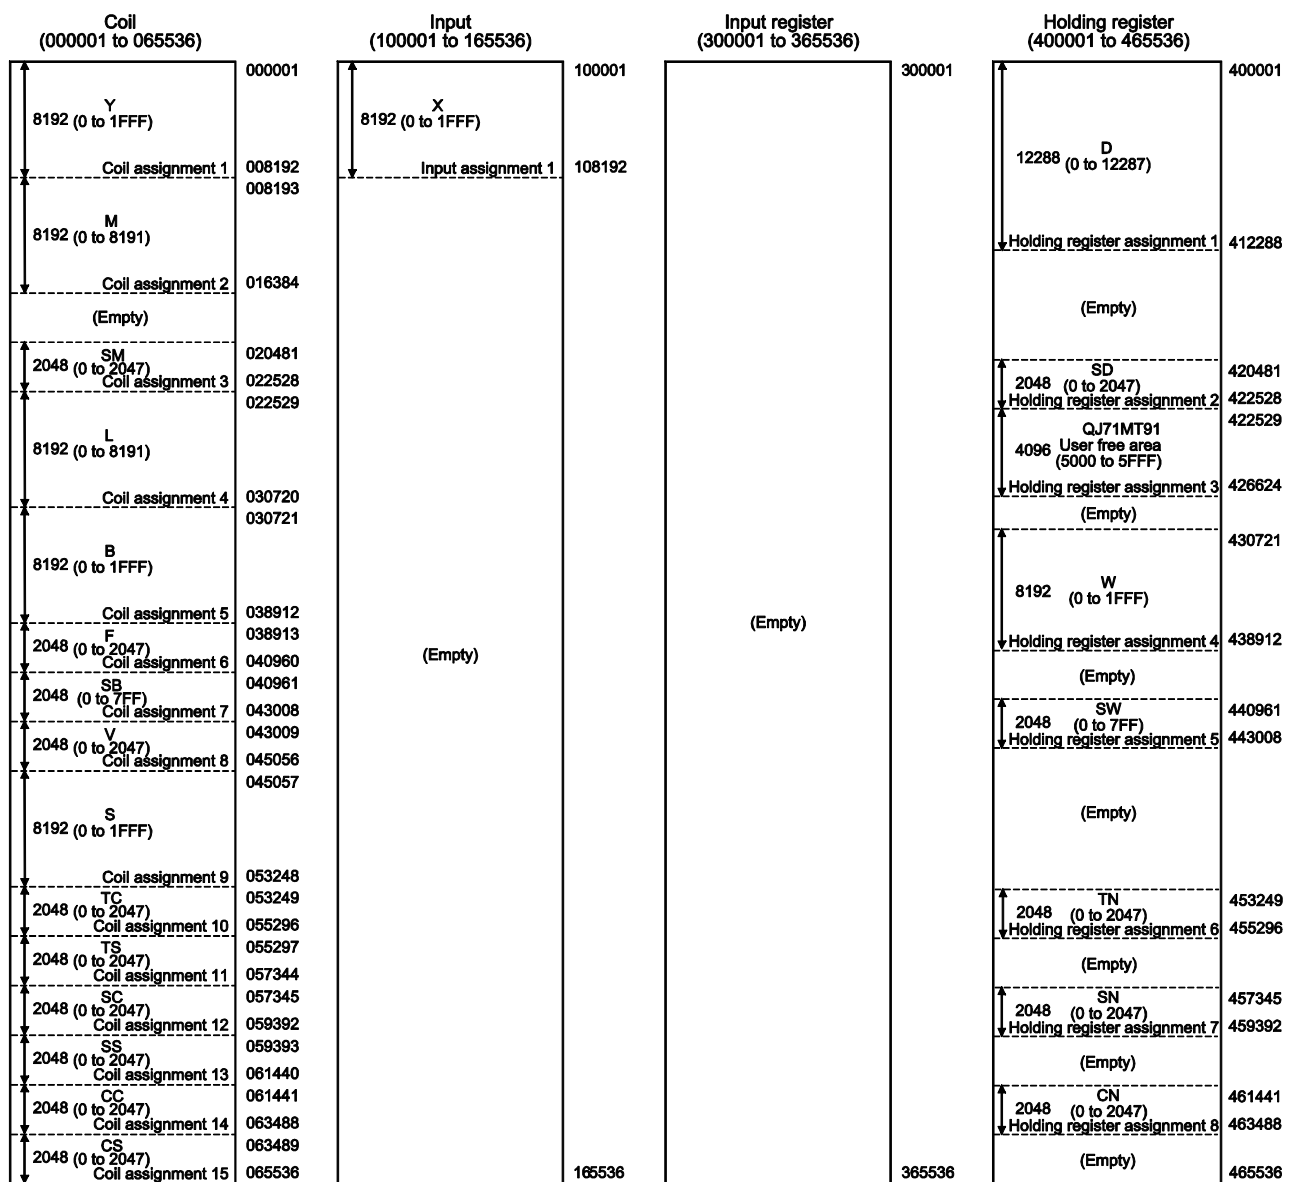 Coil
(000001 to 065536)
000001
Y
8192 (0 to 1FFF)
Coil assignment 1
008192
008193
M
8192 (0 to 8191)
Coil assignment 2
016384
(Empty)
SM
020481
2048 (0 to 2047)
Coil assignment 3
022528
022529
L
8192 (0 to 8191)
Coil assignment 4
030720
030721
B
8192 (0 to 1FFF)
Coil assignment 5
038912
F
038913
2048 (0 to 2047)
Coil assignment 6
040960
SB
040961
2048 (0 to 7FF)
Coil assignment 7
043008
V
043009
2048 (0 to 2047)
Coil assignment 8
045056
045057
S
8192 (0 to 1FFF)
Coil assignment 9
053248
TC
053249
2048 (0 to 2047)
Coil assignment 10
055296
TS
055297
2048 (0 to 2047)
Coil assignment 11
057344
SC
057345
2048 (0 to 2047)
Coil assignment 12
059392
SS
059393
2048 (0 to 2047)
Coil assignment 13
061440
CC
061441
2048 (0 to 2047)
Coil assignment 14
063488
CS
063489
2048 (0 to 2047)
Coil assignment 15
065536
Input
(100001 to 165536)
100001
X
8192 (0 to 1FFF)
Input assignment 1
108192
(Empty)
165536
Input register
(300001 to 365536)
300001
(Empty)
365536
Holding register
(400001 to 465536)
400001
D
12288 (0 to 12287)
Holding register assignment 1
412288
(Empty)
SD
420481
2048 (0 to 2047)
Holding register assignment 2
422528
422529
QJ71MT91
User free area
4096 (5000 to 5FFF)
Holding register assignment 3
426624
(Empty)
430721
W
8192 (0 to 1FFF)
Holding register assignment 4
438912
(Empty)
SW
440961
2048 (0 to 7FF)
Holding register assignment 5
443008
(Empty)
TN
453249
2048 (0 to 2047)
Holding register assignment 6
455296
(Empty)
SN
457345
2048 (0 to 2047)
Holding register assignment 7
459392
(Empty)
CN
461441
2048 (0 to 2047)
Holding register assignment 8
463488
(Empty)
465536